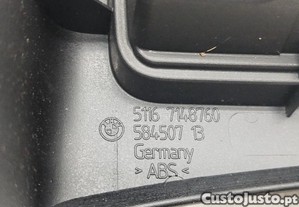 5116 7148760
584507 13
Germany
> ABS <
CustoJusto.pt